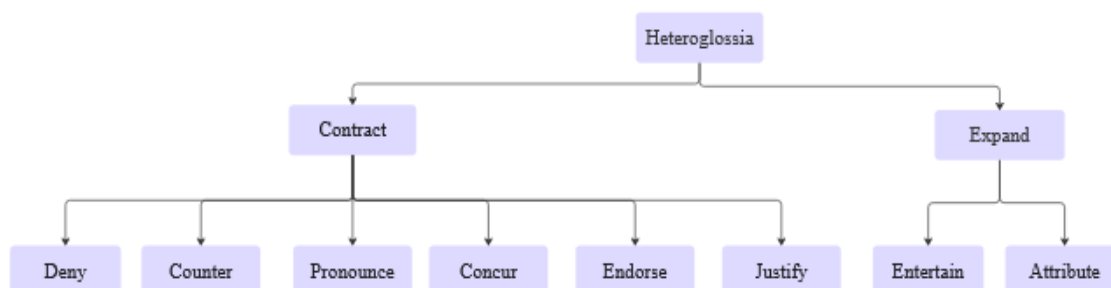 Heteroglossia
Contract
Expand
Deny
Counter
Pronounce
Concur
Endorse
Justify
Entertain
Attribute